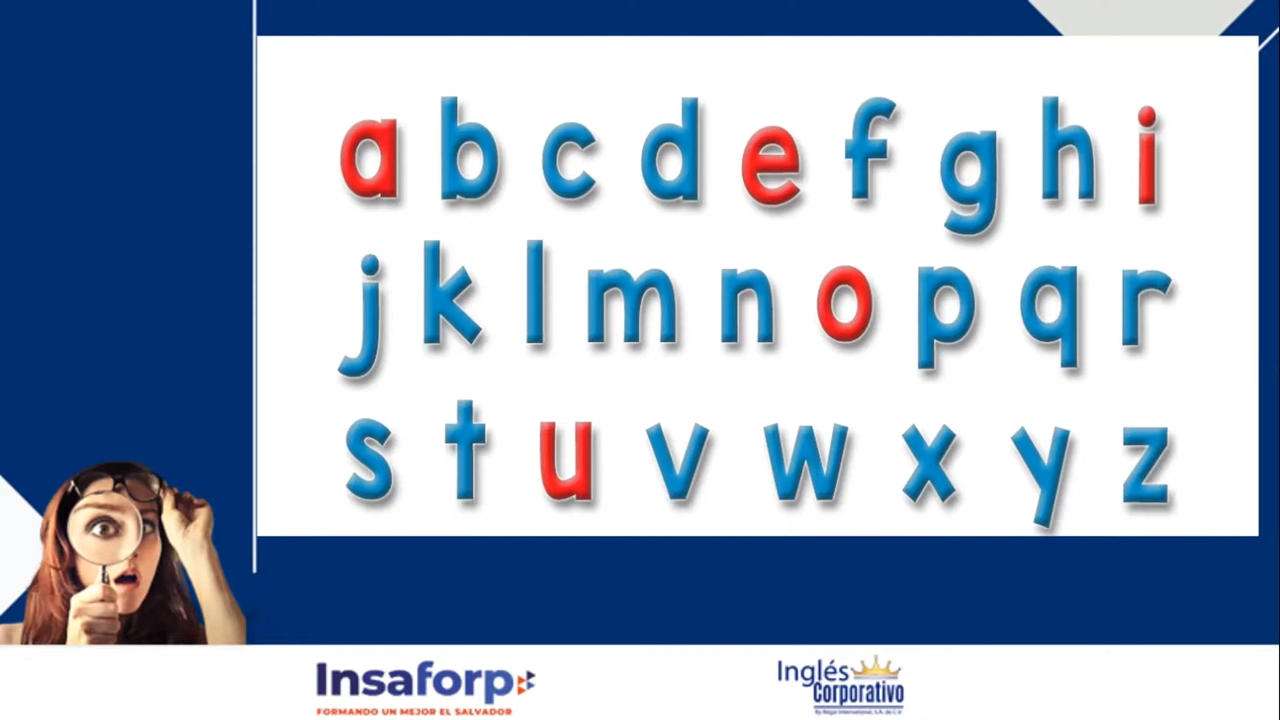 a b c d e f g h i
j k l m n o p q r
s t u v w x y z
Insaforp
FORMANDO UN MEJOR EL SALVADOR
Inglés
Corporativo